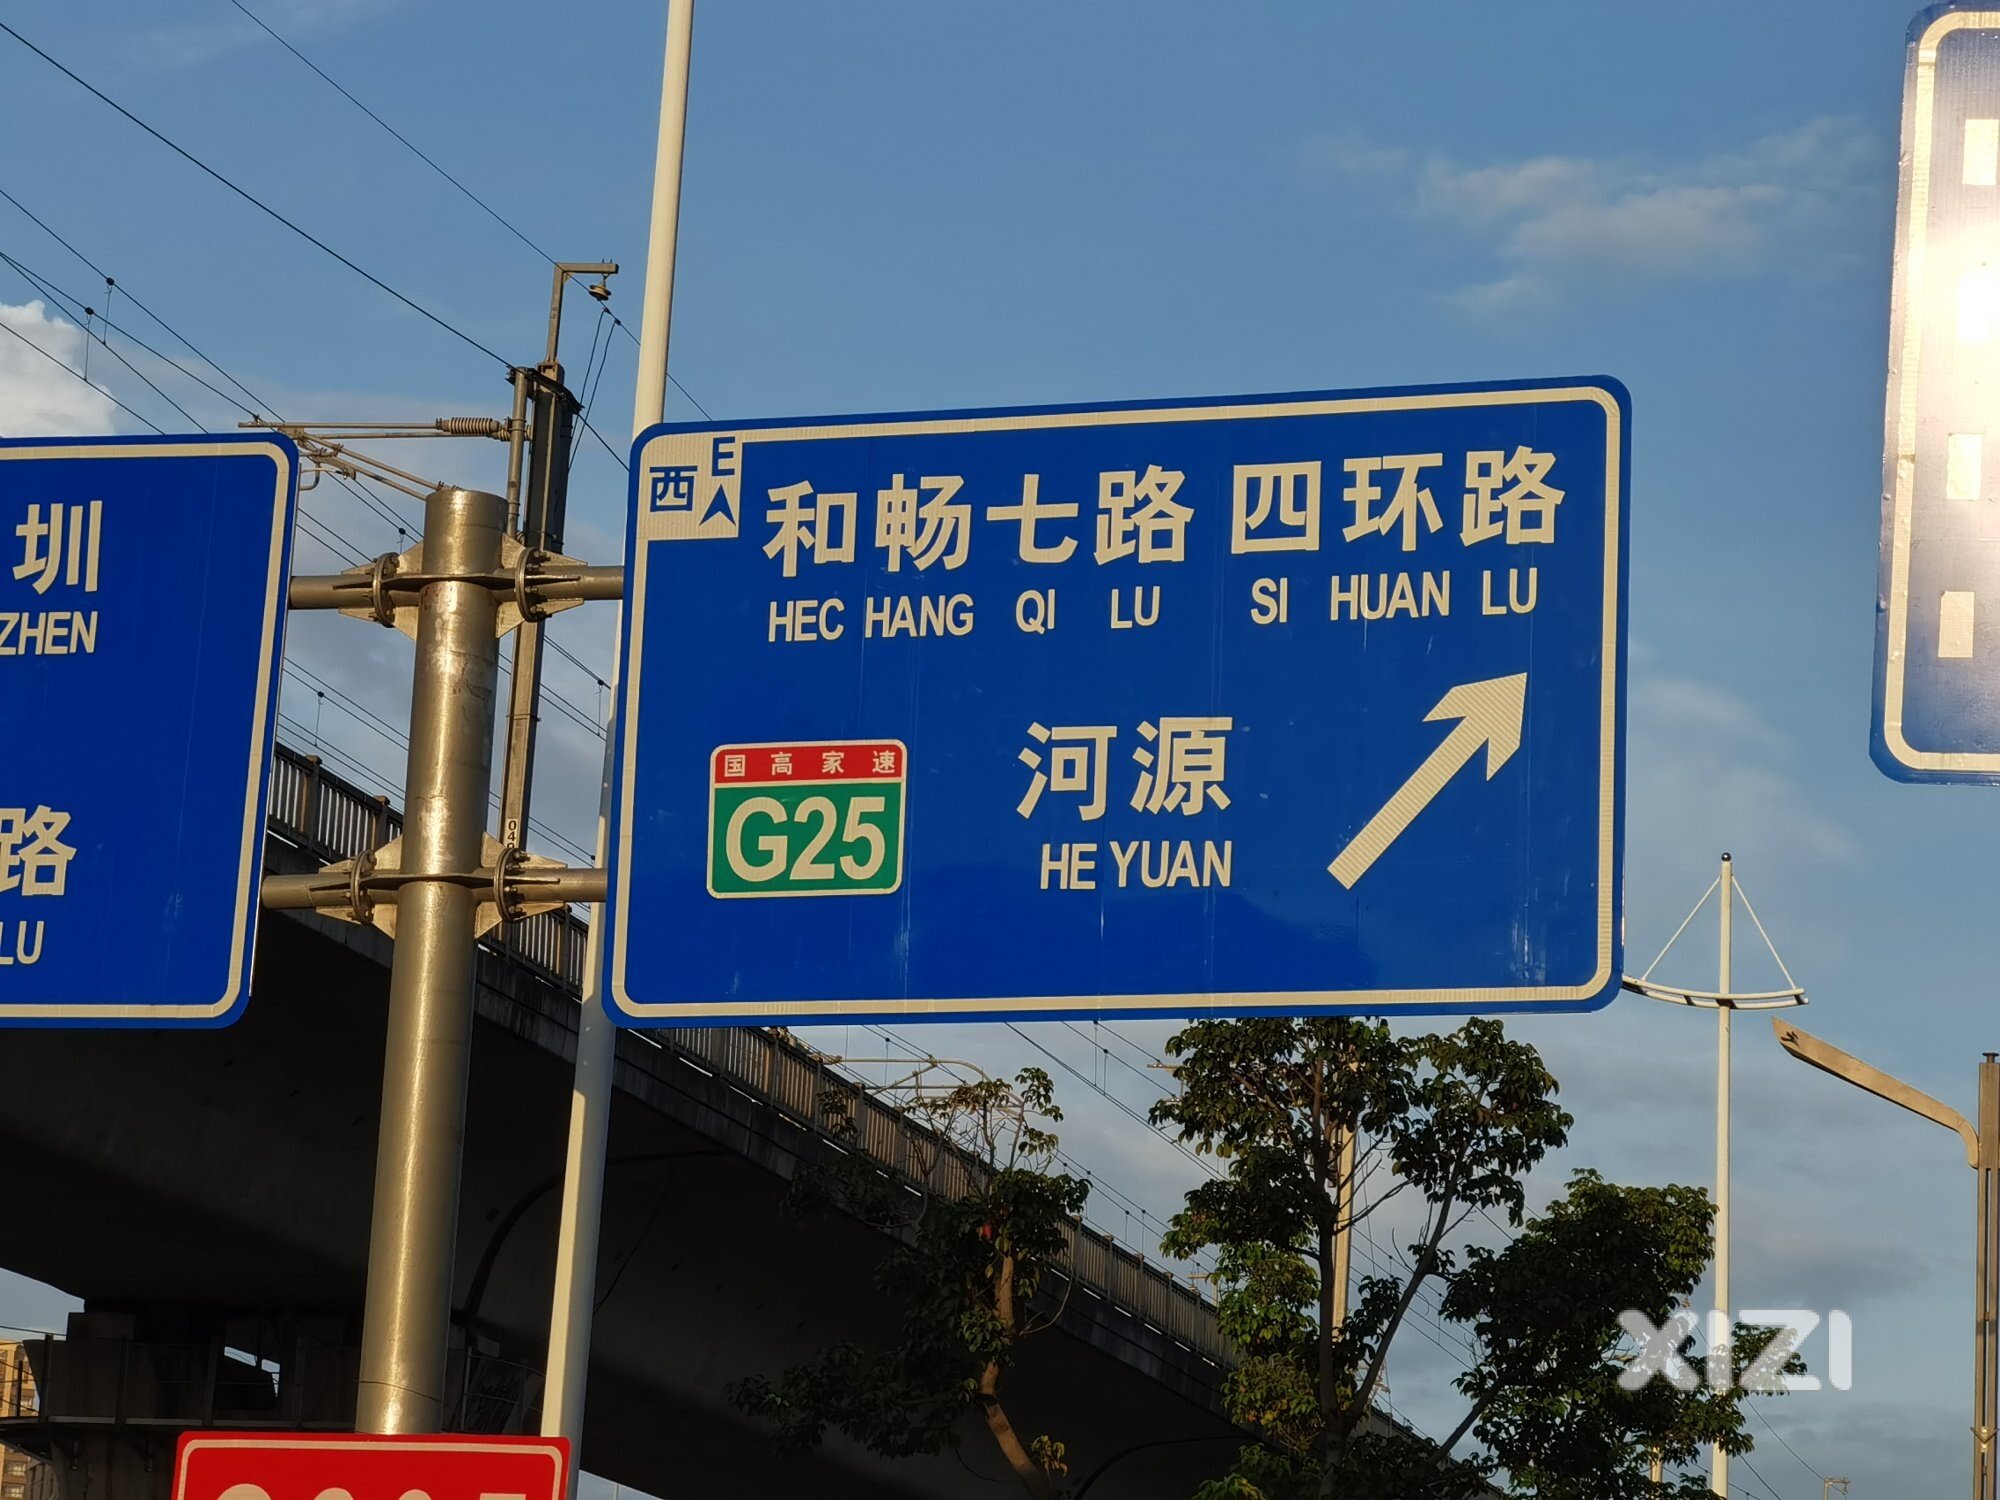 圳
ZHEN
路
LU
西
E
和畅七路 四环路
HEC HANG QI LU SI HUAN LU
国高家速
G25
河源
HE YUAN
XIZI